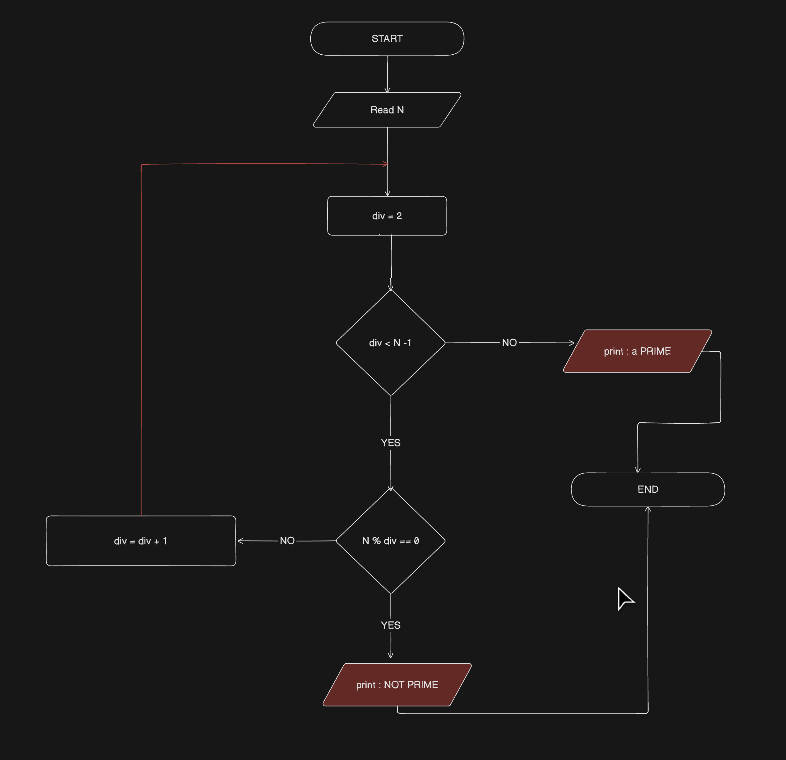 START
Read N
div = 2
div < N -1
NO
print : a PRIME
YES
END
div = div + 1
NO
N % div == 0
YES
print : NOT PRIME